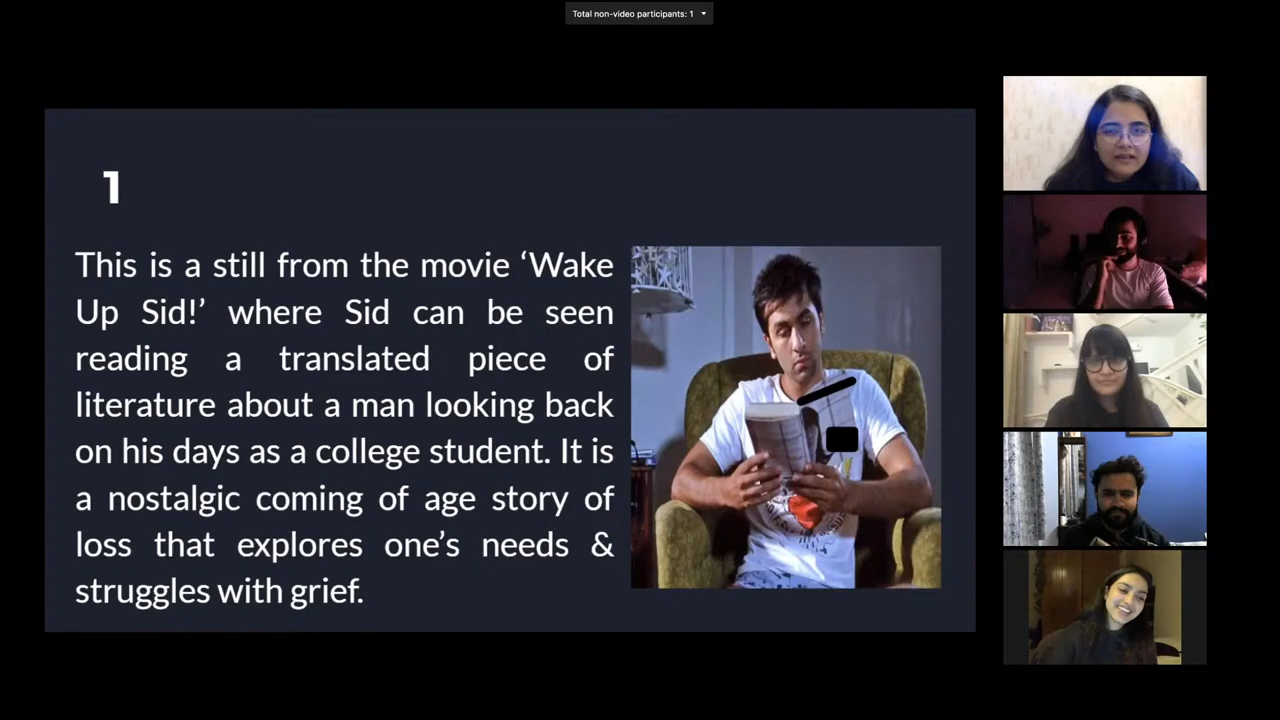 Total non-video participants: 1
1
This is a still from the movie ‘Wake
Up Sid!’ where Sid can be seen
reading a translated piece of
literature about a man looking back
on his days as a college student. It is
a nostalgic coming of age story of
loss that explores one’s needs &
struggles with grief.